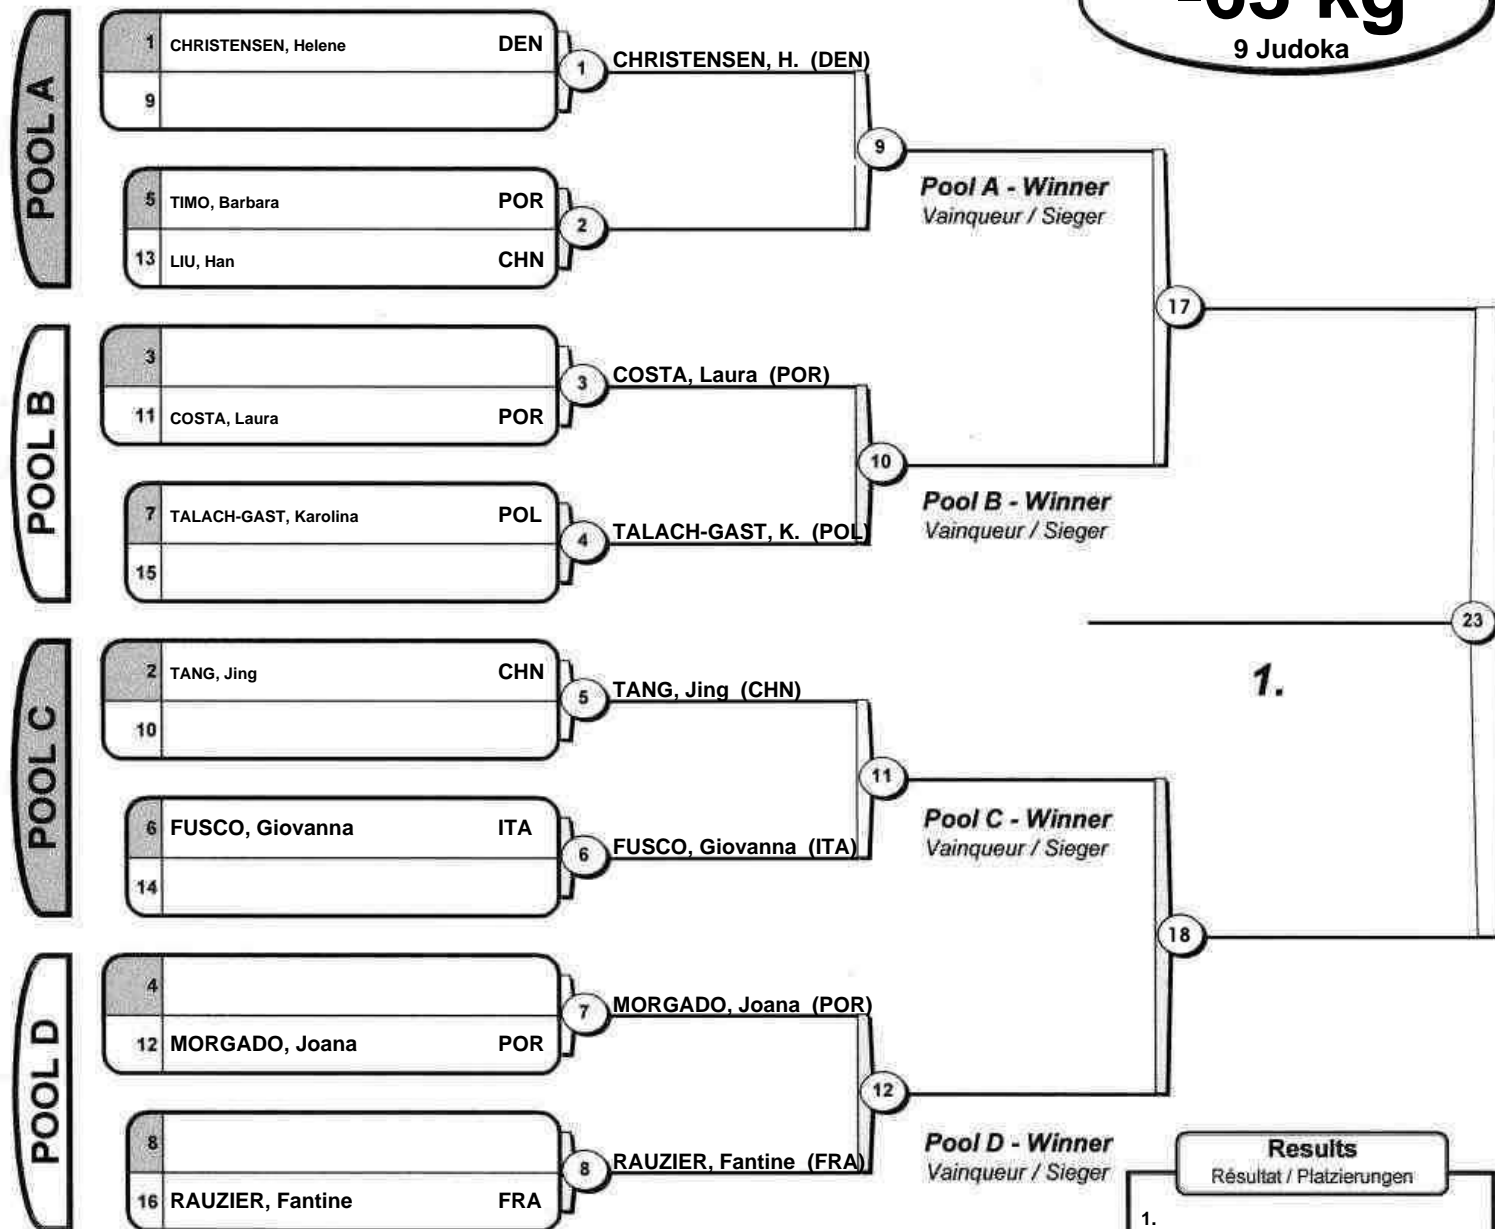 -63 kg
9 Judoka
POOL A
1 CHRISTENSEN, Helene DEN
9
1 CHRISTENSEN, H. (DEN)
5 TIMO, Barbara POR
13 LIU, Han CHN
2
9
Pool A - Winner
Vainqueur / Sieger
POOL B
3
11 COSTA, Laura POR
3 COSTA, Laura (POR)
7 TALACH-GAST, Karolina POL
15
4 TALACH-GAST, K. (POL)
10
Pool B - Winner
Vainqueur / Sieger
17
23
1.
POOL C
2 TANG, Jing CHN
10
5 TANG, Jing (CHN)
6 FUSCO, Giovanna ITA
14
6 FUSCO, Giovanna (ITA)
11
Pool C - Winner
Vainqueur / Sieger
18
POOL D
4
12 MORGADO, Joana POR
7 MORGADO, Joana (POR)
8
16 RAUZIER, Fantine FRA
8 RAUZIER, Fantine (FRA)
12
Pool D - Winner
Vainqueur / Sieger
Results
Résultat / Platzierungen
1.